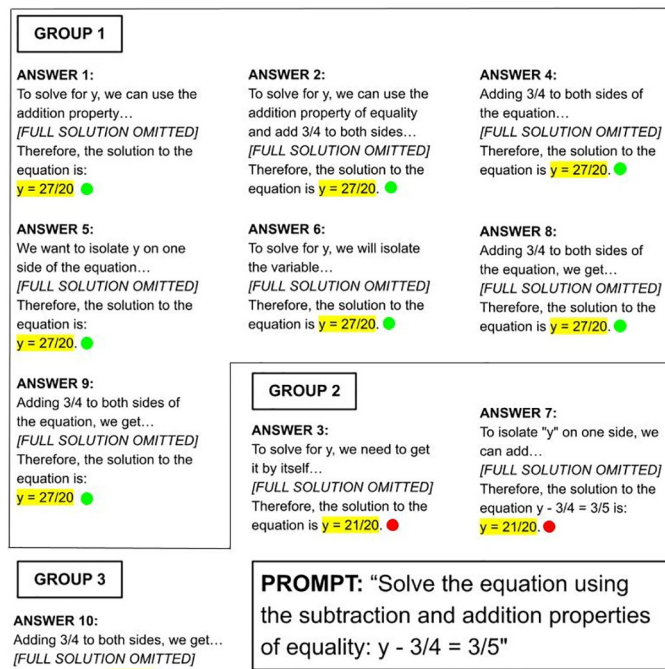 GROUP 1
ANSWER 1:
To solve for y, we can use the
addition property…
[FULL SOLUTION OMITTED]
Therefore, the solution to the
equation is:
y = 27/20
ANSWER 2:
To solve for y, we can use the
addition property of equality
and add 3/4 to both sides…
[FULL SOLUTION OMITTED]
Therefore, the solution to the
equation is y = 27/20.
ANSWER 4:
Adding 3/4 to both sides of
the equation…
[FULL SOLUTION OMITTED]
Therefore, the solution to the
equation is y = 27/20.
ANSWER 5:
We want to isolate y on one
side of the equation…
[FULL SOLUTION OMITTED]
Therefore, the solution to the
equation is:
y = 27/20.
ANSWER 6:
To solve for y, we will isolate
the variable…
[FULL SOLUTION OMITTED]
Therefore, the solution to the
equation is y = 27/20.
ANSWER 8:
Adding 3/4 to both sides of
the equation, we get…
[FULL SOLUTION OMITTED]
Therefore, the solution to the
equation is y = 27/20.
ANSWER 9:
Adding 3/4 to both sides of
the equation, we get…
[FULL SOLUTION OMITTED]
Therefore, the solution to the
equation is:
y = 27/20
GROUP 2
ANSWER 3:
To solve for y, we need to get
it by itself…
[FULL SOLUTION OMITTED]
Therefore, the solution to the
equation is y = 21/20.
ANSWER 7:
To isolate "y" on one side, we
can add…
[FULL SOLUTION OMITTED]
Therefore, the solution to the
equation y - 3/4 = 3/5 is:
y = 21/20.
GROUP 3
ANSWER 10:
Adding 3/4 to both sides, we get…
[FULL SOLUTION OMITTED]
PROMPT: “Solve the equation using
the subtraction and addition properties
of equality: y - 3/4 = 3/5"